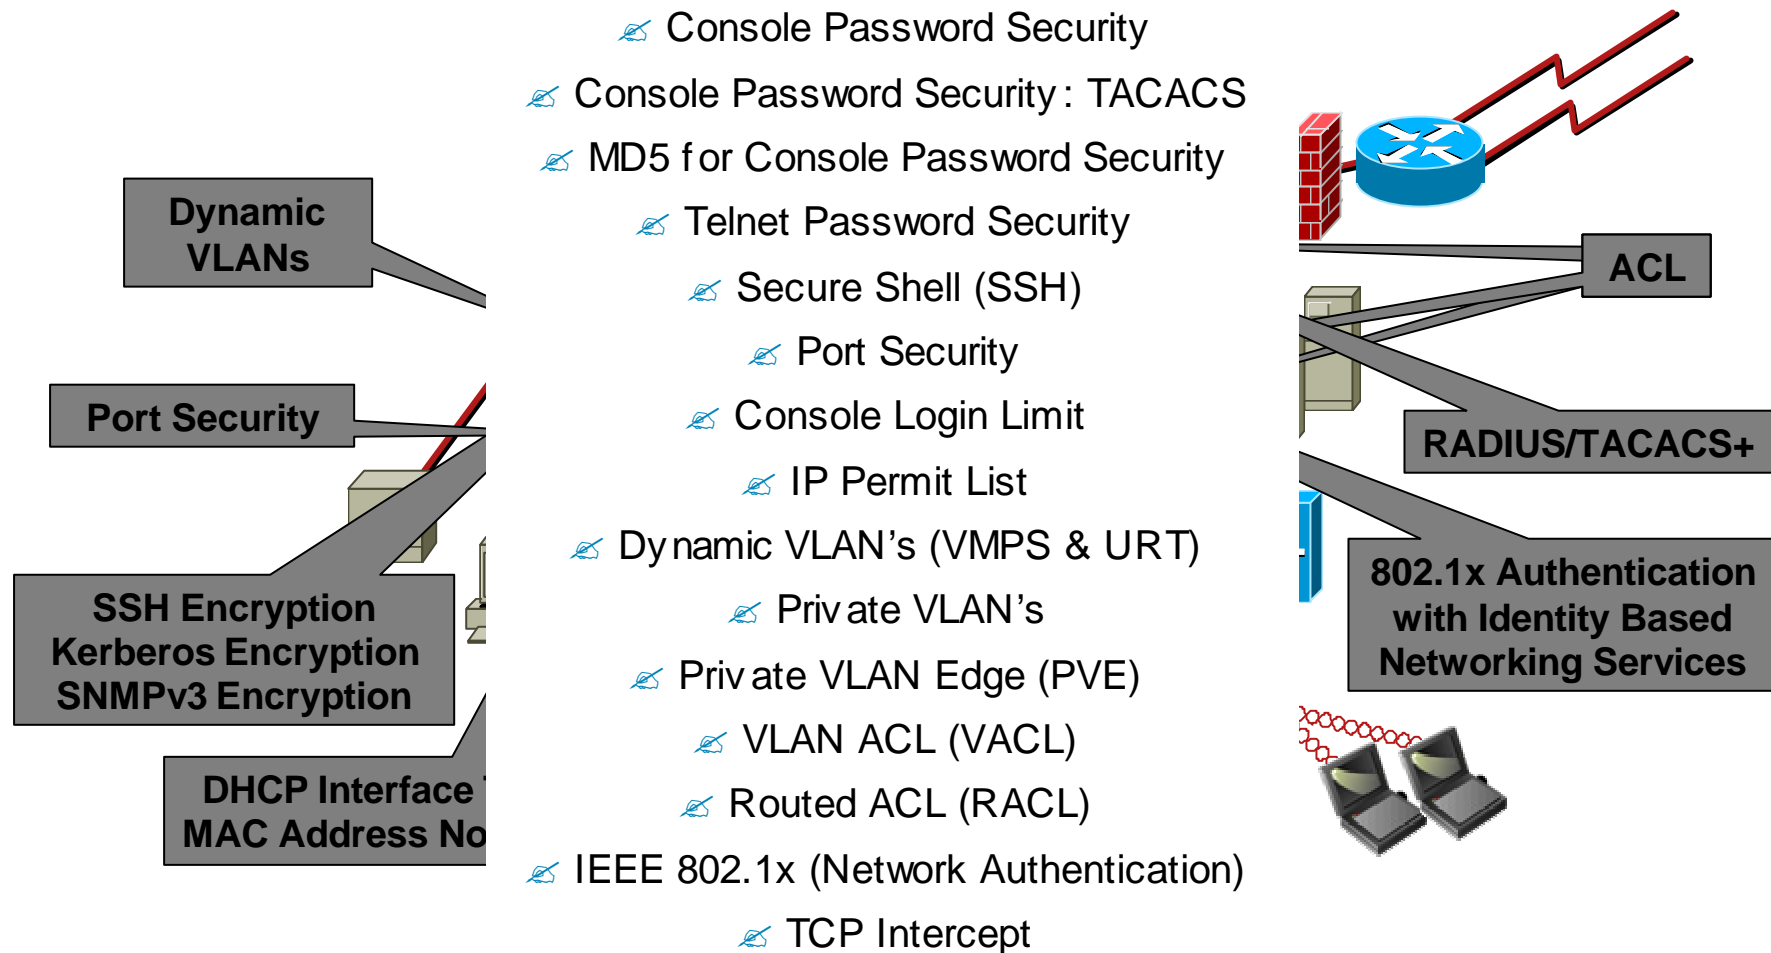 Console Password Security
Console Password Security: TACACS
MD5 for Console Password Security
Telnet Password Security
Secure Shell (SSH)
Port Security
Console Login Limit
IP Permit List
Dynamic VLAN’s (VMPS & URT)
Private VLAN’s
Private VLAN Edge (PVE)
VLAN ACL (VACL)
Routed ACL (RACL)
IEEE 802.1x (Network Authentication)
TCP Intercept
Dynamic
VLANs
Port Security
SSH Encryption
Kerberos Encryption
SNMPv3 Encryption
DHCP Interface
MAC Address
ACL
RADIUS/TACACS+
802.1x Authentication
with Identity Based
Networking Services